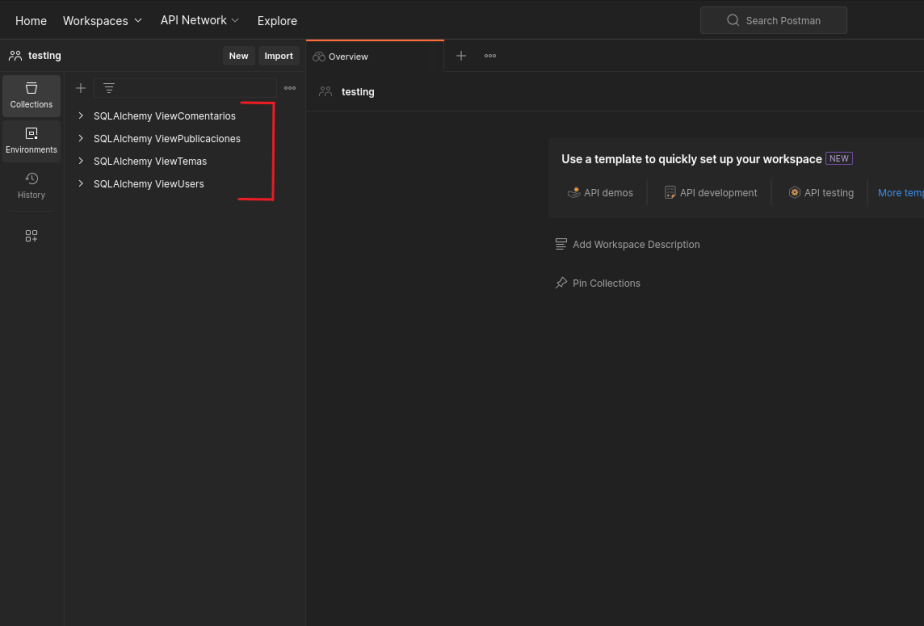 Home Workspaces API Network Explore Search Postman
testing New Import Overview
Collections
testing
SQLAlchemy ViewComentarios
SQLAlchemy ViewPublicaciones
Environments
SQLAlchemy ViewTemas
SQLAlchemy ViewUsers
History
Use a template to quickly set up your workspace NEW
API demos API development API testing More temp
Add Workspace Description
Pin Collections